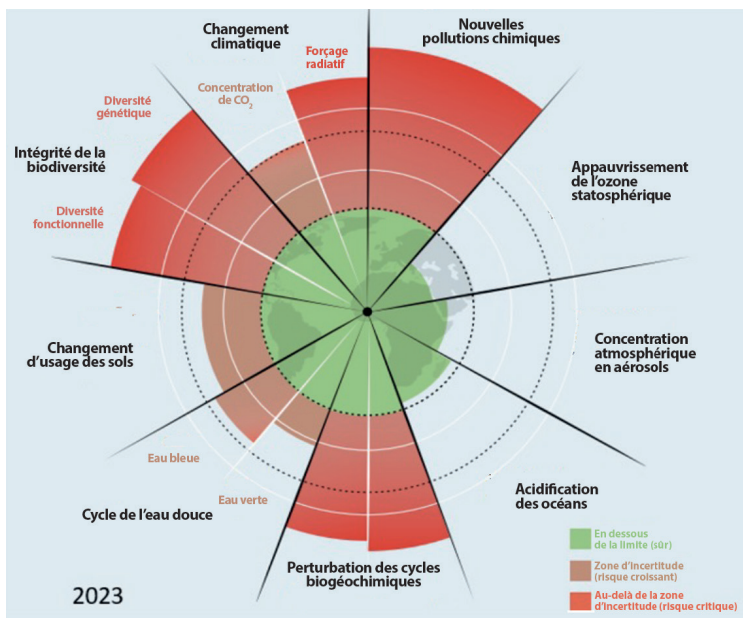 Nouvelles
pollutions chimiques
Changement
climatique
Forçage
radiatif
Concentration
de CO₂
Diversité
génétique
Intégrité de la
biodiversité
Diversité
fonctionnelle
Appauvrissement
de l'ozone
statosphérique
Changement
d'usage des sols
Concentration
atmosphérique
en aérosols
Eau bleue
Eau verte
Cycle de l'eau douce
Acidification
des océans
Perturbation des cycles
biogéochimiques
En dessous
de la limite (sûr)
Zone d'incertitude
(risque croissant)
Au-delà de la zone
d'incertitude (risque critique)
2023